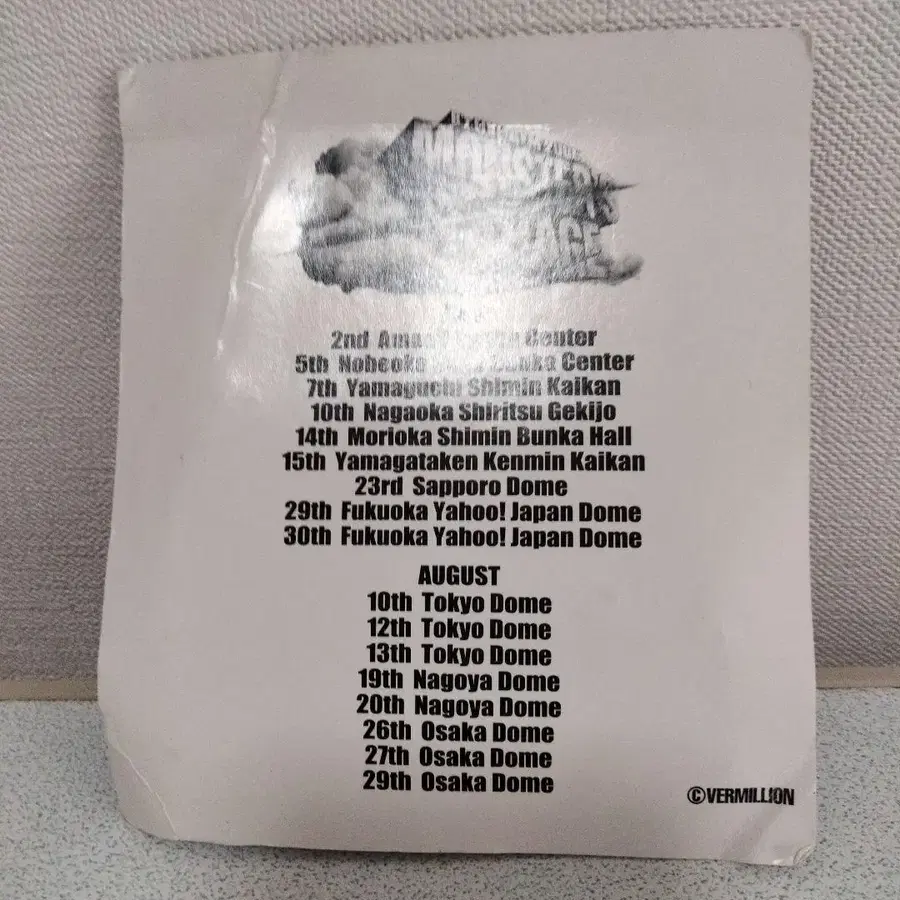 MONSTER'S
2nd Center
5th Nobeoka Bunka Center
7th Yamaguchi Shimin Kaikan
10th Nagaoka Shiritsu Gekijo
14th Morioka Shimin Bunka Hall
15th Yamagataken Kenmin Kaikan
23rd Sapporo Dome
29th Fukuoka Yahoo! Japan Dome
30th Fukuoka Yahoo! Japan Dome
AUGUST
10th Tokyo Dome
12th Tokyo Dome
13th Tokyo Dome
19th Nagoya Dome
20th Nagoya Dome
26th Osaka Dome
27th Osaka Dome
29th Osaka Dome
©VERMILLION